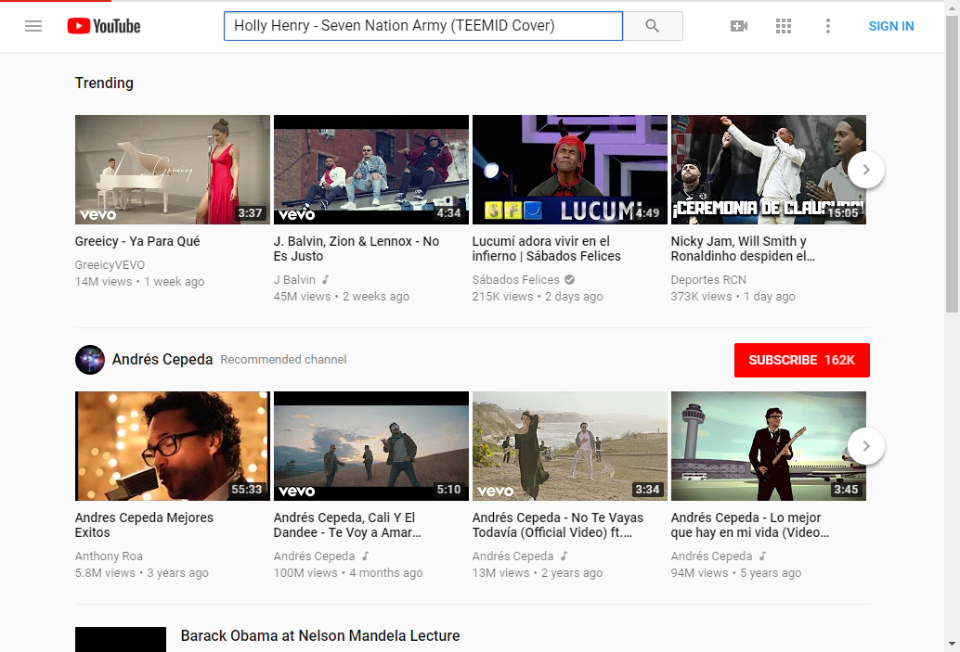 YouTube
Holly Henry - Seven Nation Army (TEEMID Cover)
SIGN IN
Trending
Greeicy
vevo
3:37
vevo
4:34
SFC LUCUMÍ
4:49
¡CEREMONIA DE CLAUSURA!
15:05
Greeicy - Ya Para Qué
GreeicyVEVO
14M views • 1 week ago
J. Balvin, Zion & Lennox - No
Es Justo
J Balvin
45M views • 2 weeks ago
Lucumí adora vivir en el
infierno | Sábados Felices
Sábados Felices
215K views • 2 days ago
Nicky Jam, Will Smith y
Ronaldinho despiden el...
Deportes RCN
373K views • 1 day ago
Andrés Cepeda Recommended channel
SUBSCRIBE 162K
55:33
vevo
5:10
vevo
3:34
3:45
Andres Cepeda Mejores
Exitos
Anthony Roa
5.8M views • 3 years ago
Andrés Cepeda, Cali Y El
Dandee - Te Voy a Amar...
Andrés Cepeda
100M views • 4 months ago
Andrés Cepeda - No Te Vayas
Todavía (Official Video) ft....
Andrés Cepeda
13M views • 2 years ago
Andrés Cepeda - Lo mejor
que hay en mi vida (Video...
Andrés Cepeda
94M views • 5 years ago
Barack Obama at Nelson Mandela Lecture